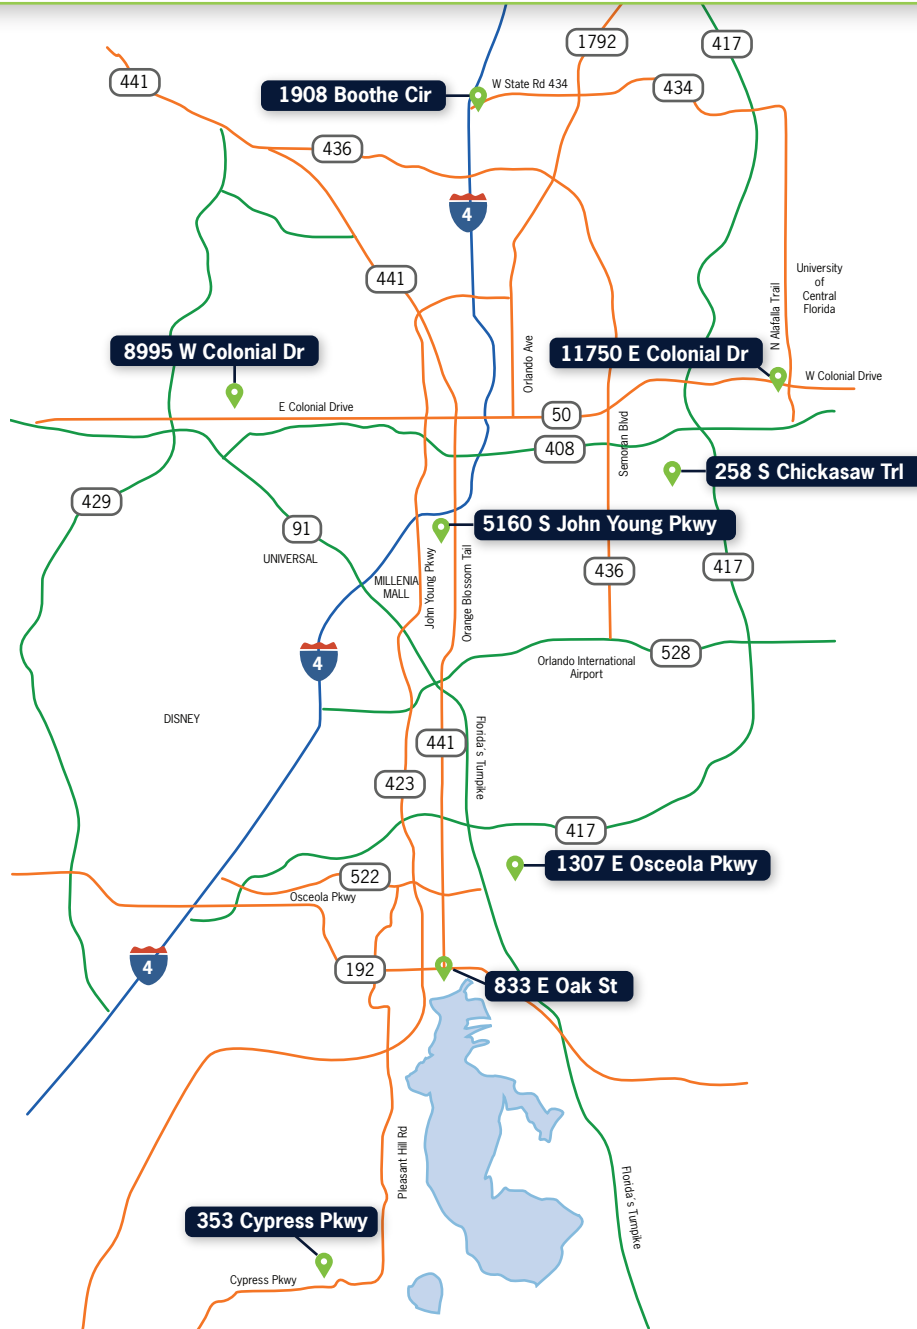 1792
417
441
1908 Boothe Cir
W State Rd 434
434
436
4
University
of
Central
Florida
441
N Alafalla Trail
8995 W Colonial Dr
Orlando Ave
11750 E Colonial Dr
W Colonial Drive
E Colonial Drive
50
Semoran Blvd
408
258 S Chickasaw Trl
429
91
5160 S John Young Pkwy
UNIVERSAL
MILLENIA
MALL
John Young Pkwy
Orange Blossom Tail
436
417
4
Orlando International
Airport
528
DISNEY
441
Florida's Turnpike
423
417
1307 E Osceola Pkwy
522
Osceola Pkwy
4
192
833 E Oak St
Pleasant Hill Rd
Florida's Turnpike
353 Cypress Pkwy
Cypress Pkwy